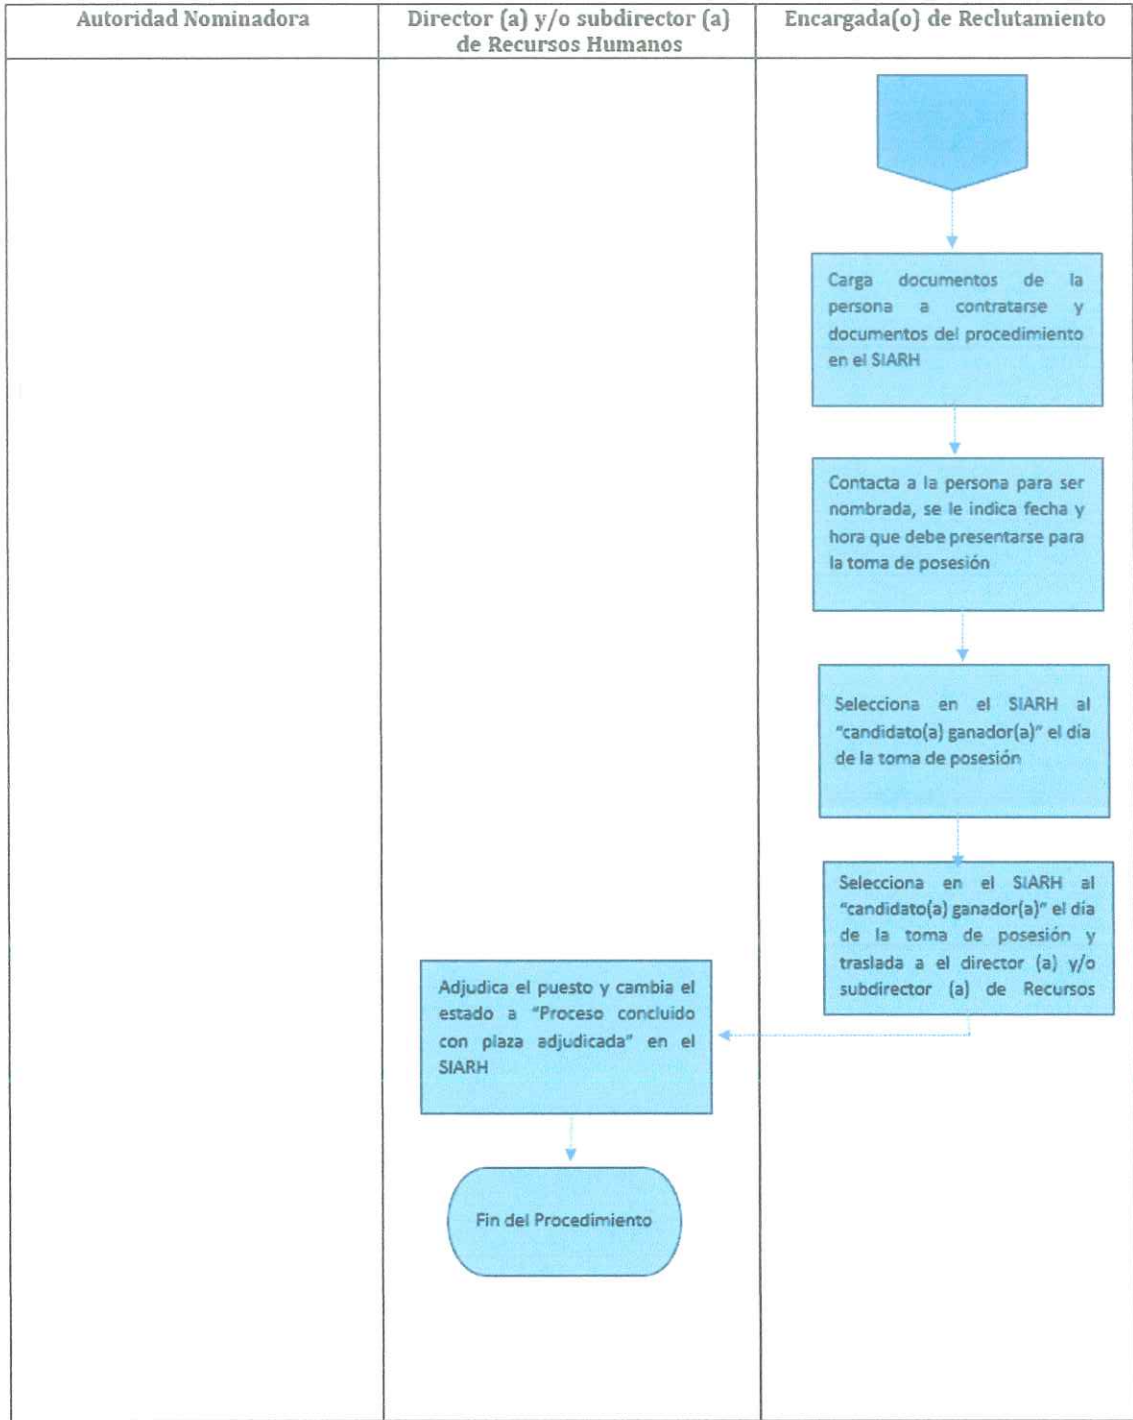 Autoridad Nominadora
Director (a) y/o subdirector (a)
de Recursos Humanos
Encargada(o) de Reclutamiento
Carga documentos de la
persona a contratarse y
documentos del procedimiento
en el SIARH
Contacta a la persona para ser
nombrada, se le indica fecha y
hora que debe presentarse para
la toma de posesión
Selecciona en el SIARH al
"candidato(a) ganador(a)" el día
de la toma de posesión
Selecciona en el SIARH al
"candidato(a) ganador(a)" el día
de la toma de posesión y
traslada a el director (a) y/o
subdirector (a) de Recursos
Adjudica el puesto y cambia el
estado a "Proceso concluido
con plaza adjudicada" en el
SIARH
Fin del Procedimiento